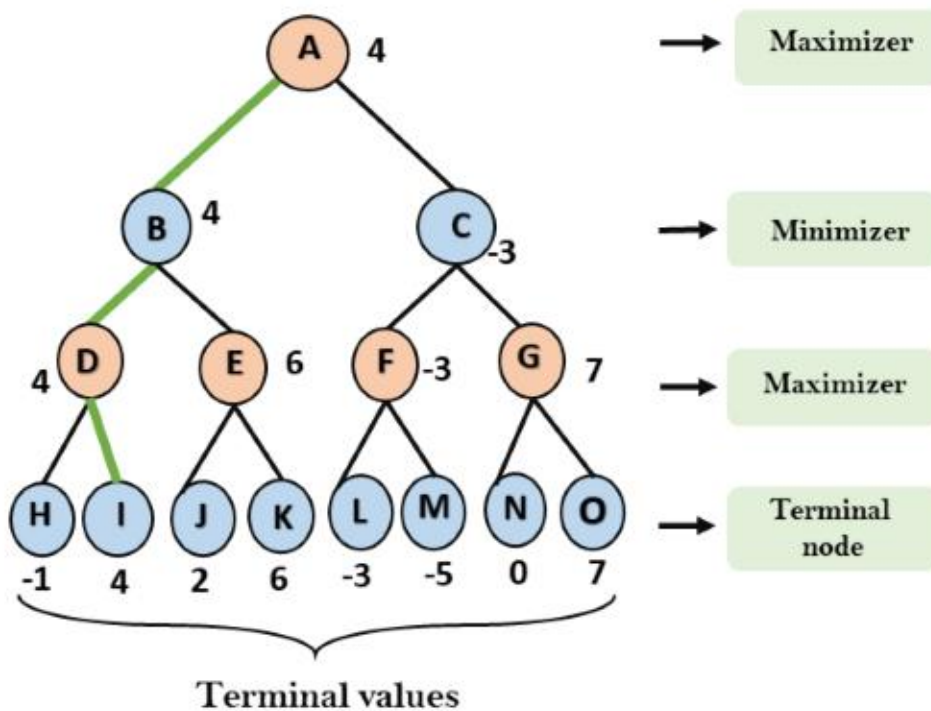 A 4 Maximizer
B 4 C -3 Minimizer
D 4 E 6 F -3 G 7 Maximizer
H I J K L M N O Terminal
node
-1 4 2 6 -3 -5 0 7
Terminal values